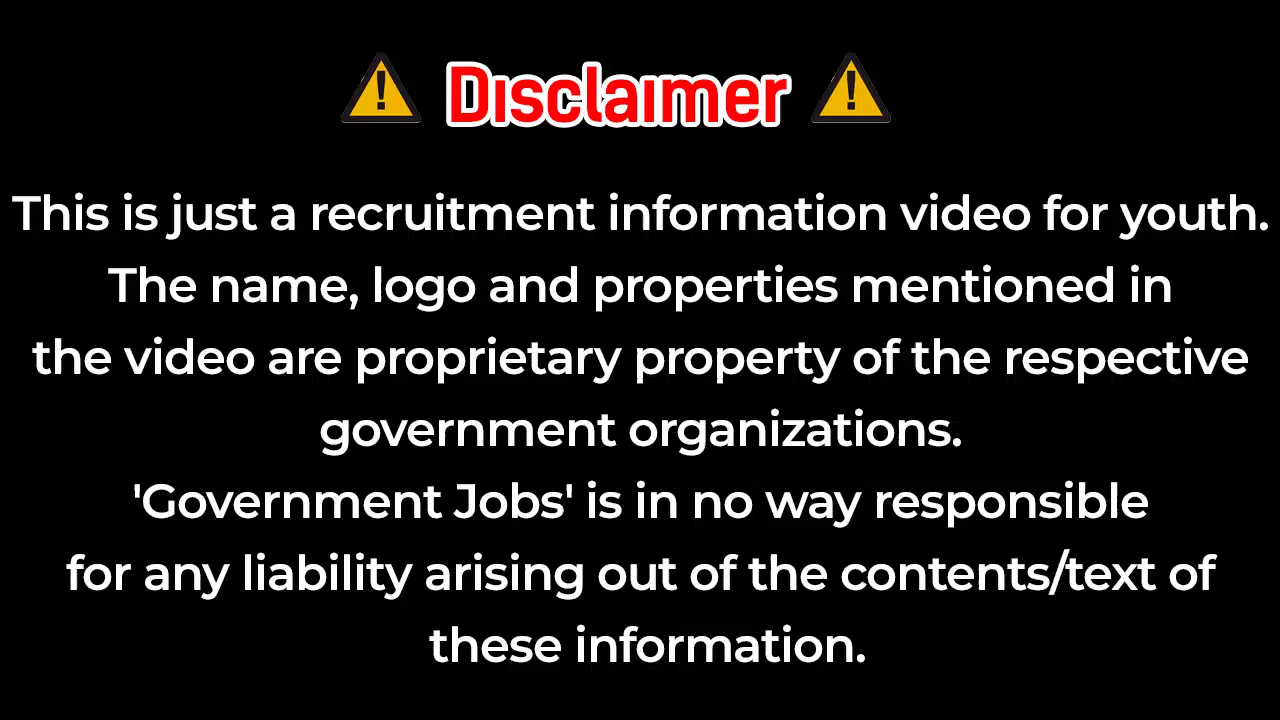 Disclaimer
This is just a recruitment information video for youth.
The name, logo and properties mentioned in
the video are proprietary property of the respective
government organizations.
'Government Jobs' is in no way responsible
for any liability arising out of the contents/text of
these information.